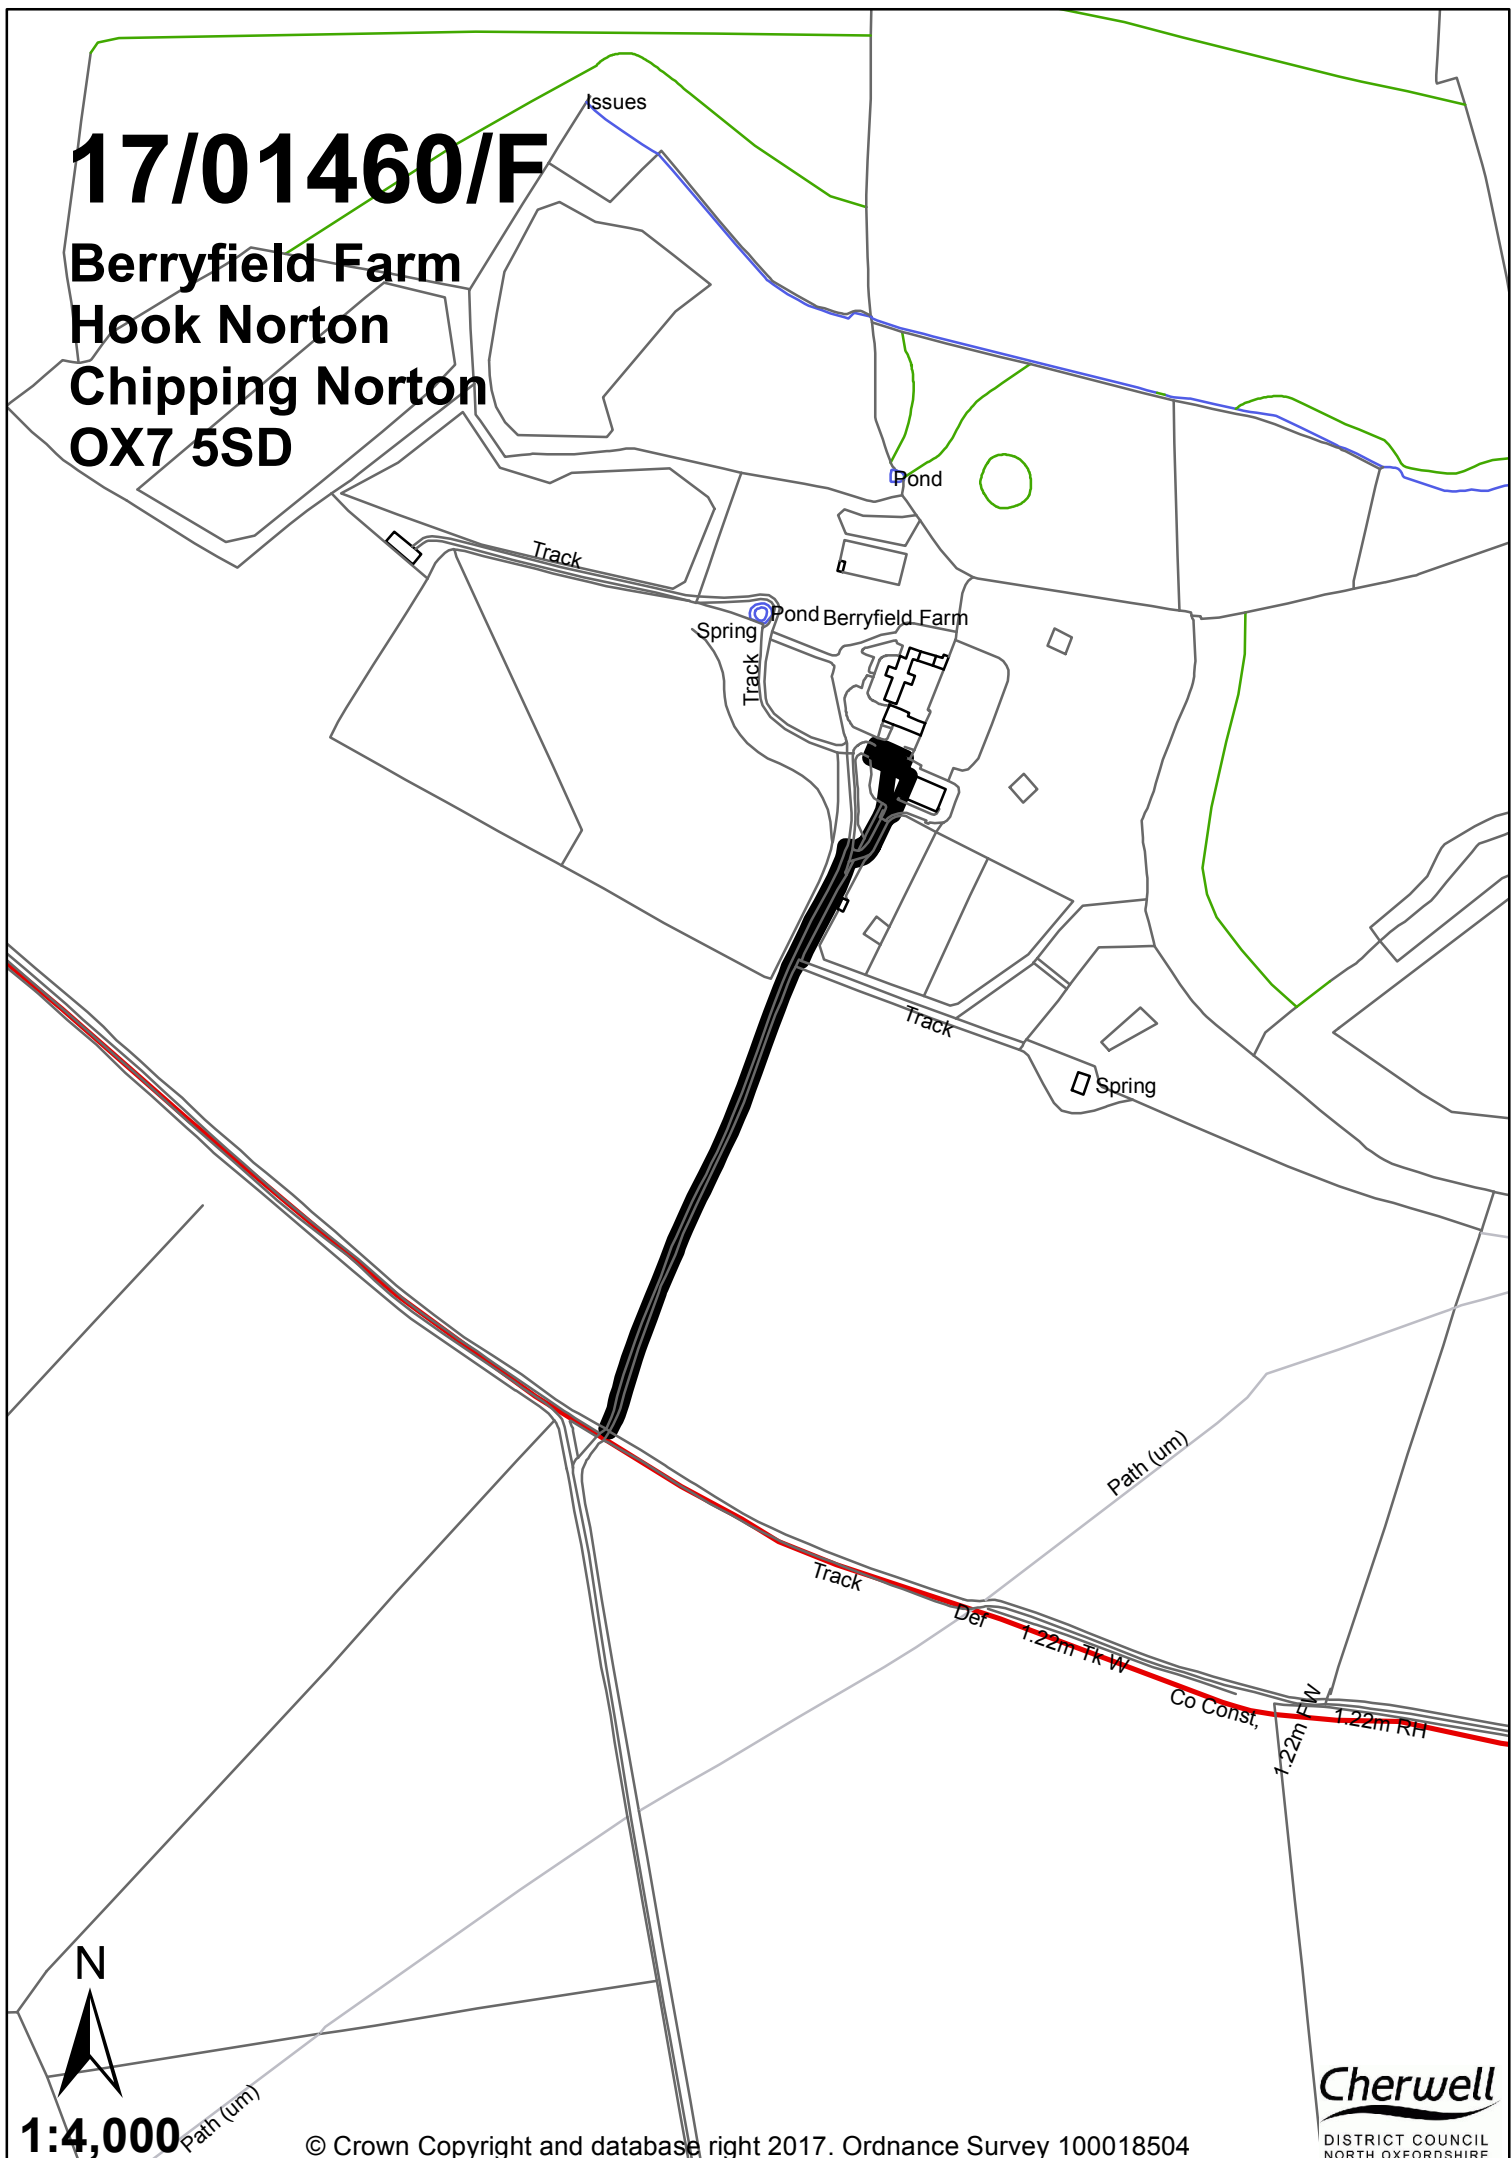 Issues
17/01460/F
Berryfield Farm
Hook Norton
Chipping Norton
OX7 5SD
Pond
Track
Pond
Berryfield Farm
Spring
Track
Track
Spring
Path (um)
Track
Def
1.22m Tk W
Co Const,
1.22m FW
1.22m RH
N
1:4,000
Path (um)
© Crown Copyright and database right 2017. Ordnance Survey 100018504
Cherwell
DISTRICT COUNCIL
NORTH OXFORDSHIRE